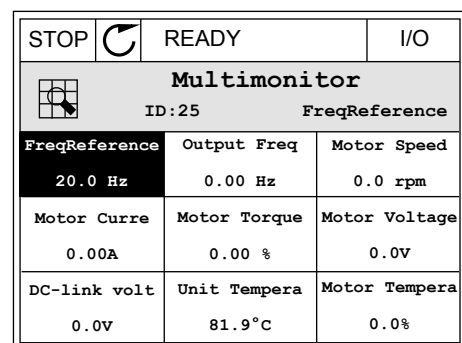 STOP READY I/O
Multimonitor
ID:25 FreqReference
FreqReference Output Freq Motor Speed
20.0 Hz 0.00 Hz 0.0 rpm
Motor Curre Motor Torque Motor Voltage
0.00A 0.00 % 0.0V
DC-link volt Unit Tempera Motor Tempera
0.0V 81.9°C 0.0%